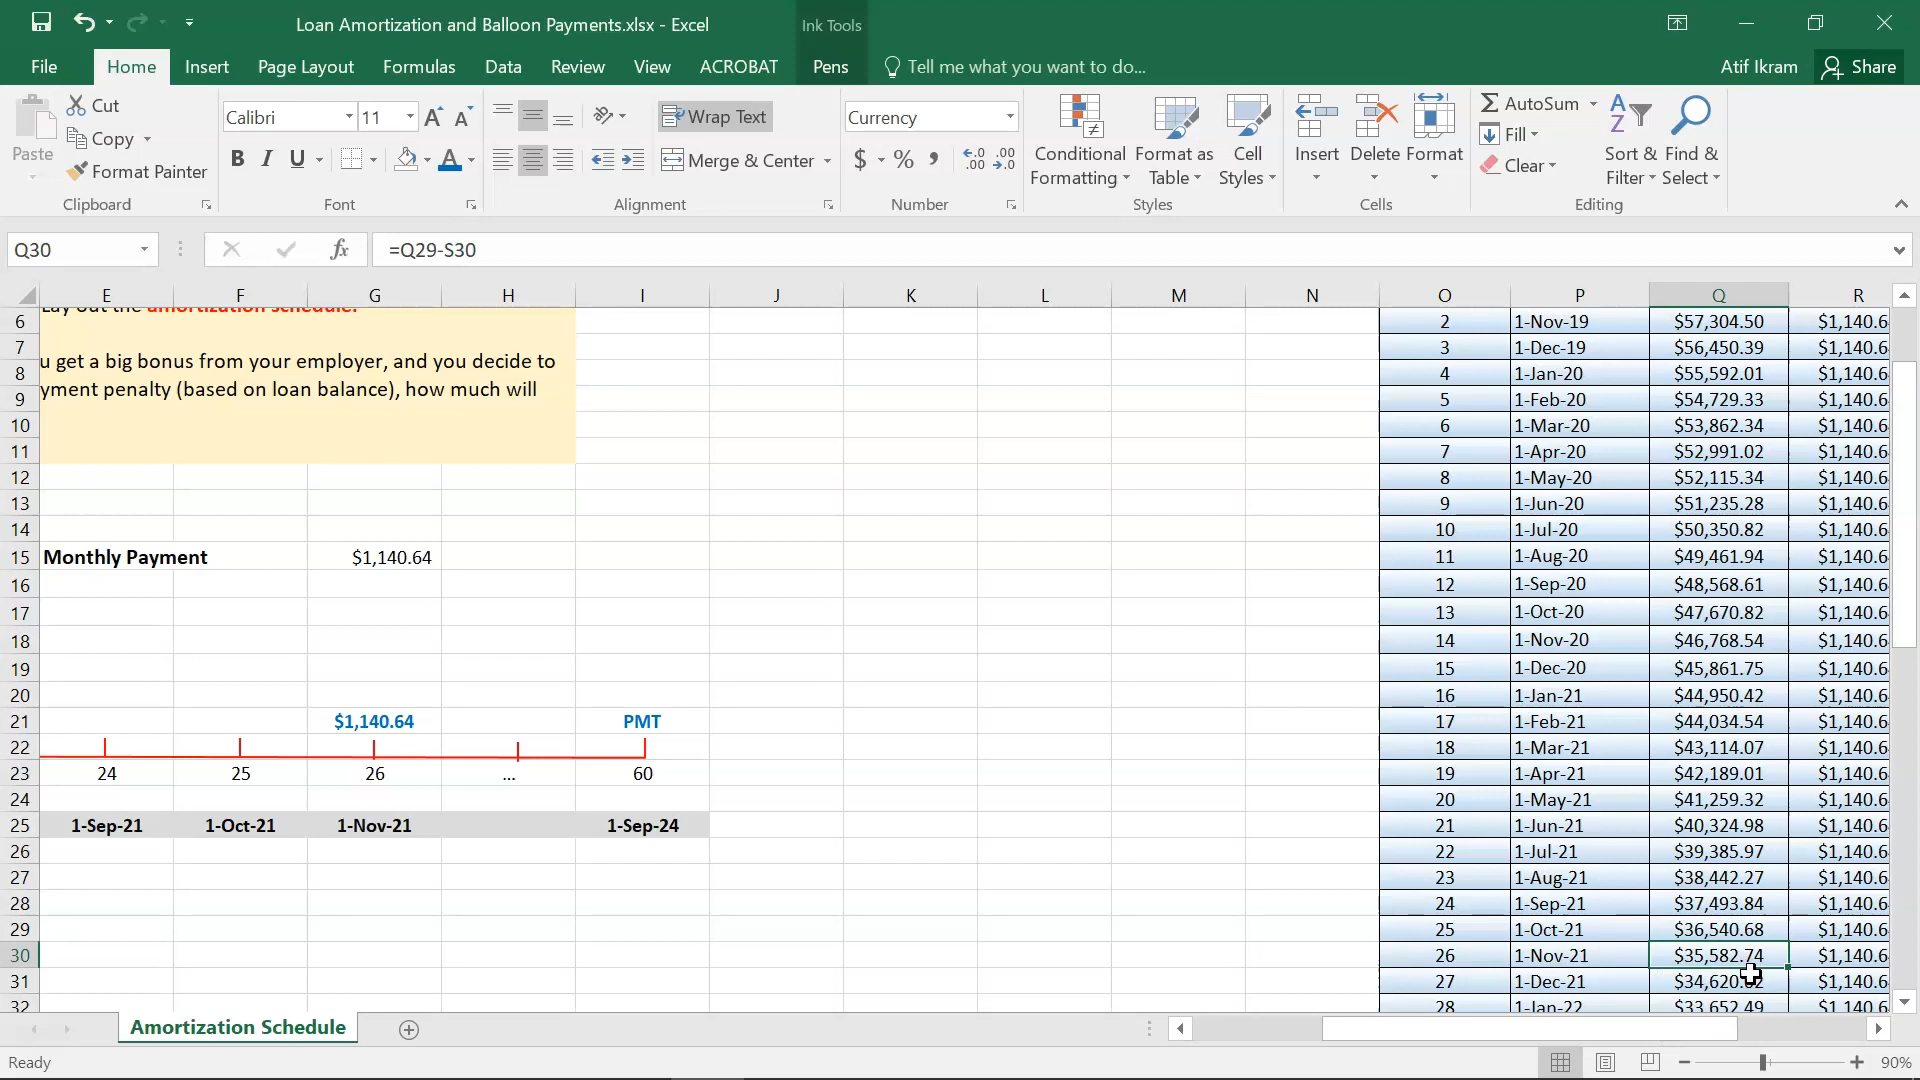 Loan Amortization and Balloon Payments.xlsx - Excel
Ink Tools
File Home Insert Page Layout Formulas Data Review View ACROBAT Pens Tell me what you want to do... Atif Ikram Share
Paste
Cut
Copy
Format Painter
Clipboard
Calibri 11
B I U
Font
Wrap Text
Merge & Center
Alignment
Currency
$ % ,
Number
Conditional Formatting
Format as Table
Cell Styles
Styles
Insert Delete Format
Cells
AutoSum
Fill
Clear
Sort & Filter
Find & Select
Editing
Q30 fx =Q29-S30
E F G H I J K L M N O P Q R
6 2 1-Nov-19 $57,304.50 $1,140.6
Lay out the amortization schedule.
7 3 1-Dec-19 $56,450.39 $1,140.6
u get a big bonus from your employer, and you decide to
8 4 1-Jan-20 $55,592.01 $1,140.6
yment penalty (based on loan balance), how much will
9 5 1-Feb-20 $54,729.33 $1,140.6
10 6 1-Mar-20 $53,862.34 $1,140.6
11 7 1-Apr-20 $52,991.02 $1,140.6
12 8 1-May-20 $52,115.34 $1,140.6
13 9 1-Jun-20 $51,235.28 $1,140.6
14 10 1-Jul-20 $50,350.82 $1,140.6
15 Monthly Payment $1,140.64 11 1-Aug-20 $49,461.94 $1,140.6
16 12 1-Sep-20 $48,568.61 $1,140.6
17 13 1-Oct-20 $47,670.82 $1,140.6
18 14 1-Nov-20 $46,768.54 $1,140.6
19 15 1-Dec-20 $45,861.75 $1,140.6
20 16 1-Jan-21 $44,950.42 $1,140.6
21 $1,140.64 PMT 17 1-Feb-21 $44,034.54 $1,140.6
22 18 1-Mar-21 $43,114.07 $1,140.6
23 24 25 26 ... 60 19 1-Apr-21 $42,189.01 $1,140.6
24 20 1-May-21 $41,259.32 $1,140.6
25 1-Sep-21 1-Oct-21 1-Nov-21 1-Sep-24 21 1-Jun-21 $40,324.98 $1,140.6
26 22 1-Jul-21 $39,385.97 $1,140.6
27 23 1-Aug-21 $38,442.27 $1,140.6
28 24 1-Sep-21 $37,493.84 $1,140.6
29 25 1-Oct-21 $36,540.68 $1,140.6
30 26 1-Nov-21 $35,582.74 $1,140.6
31 27 1-Dec-21 $1,140.6
32 28 1-Jan-22 $33,652.49 $1,140.6
Amortization Schedule
Ready 90%